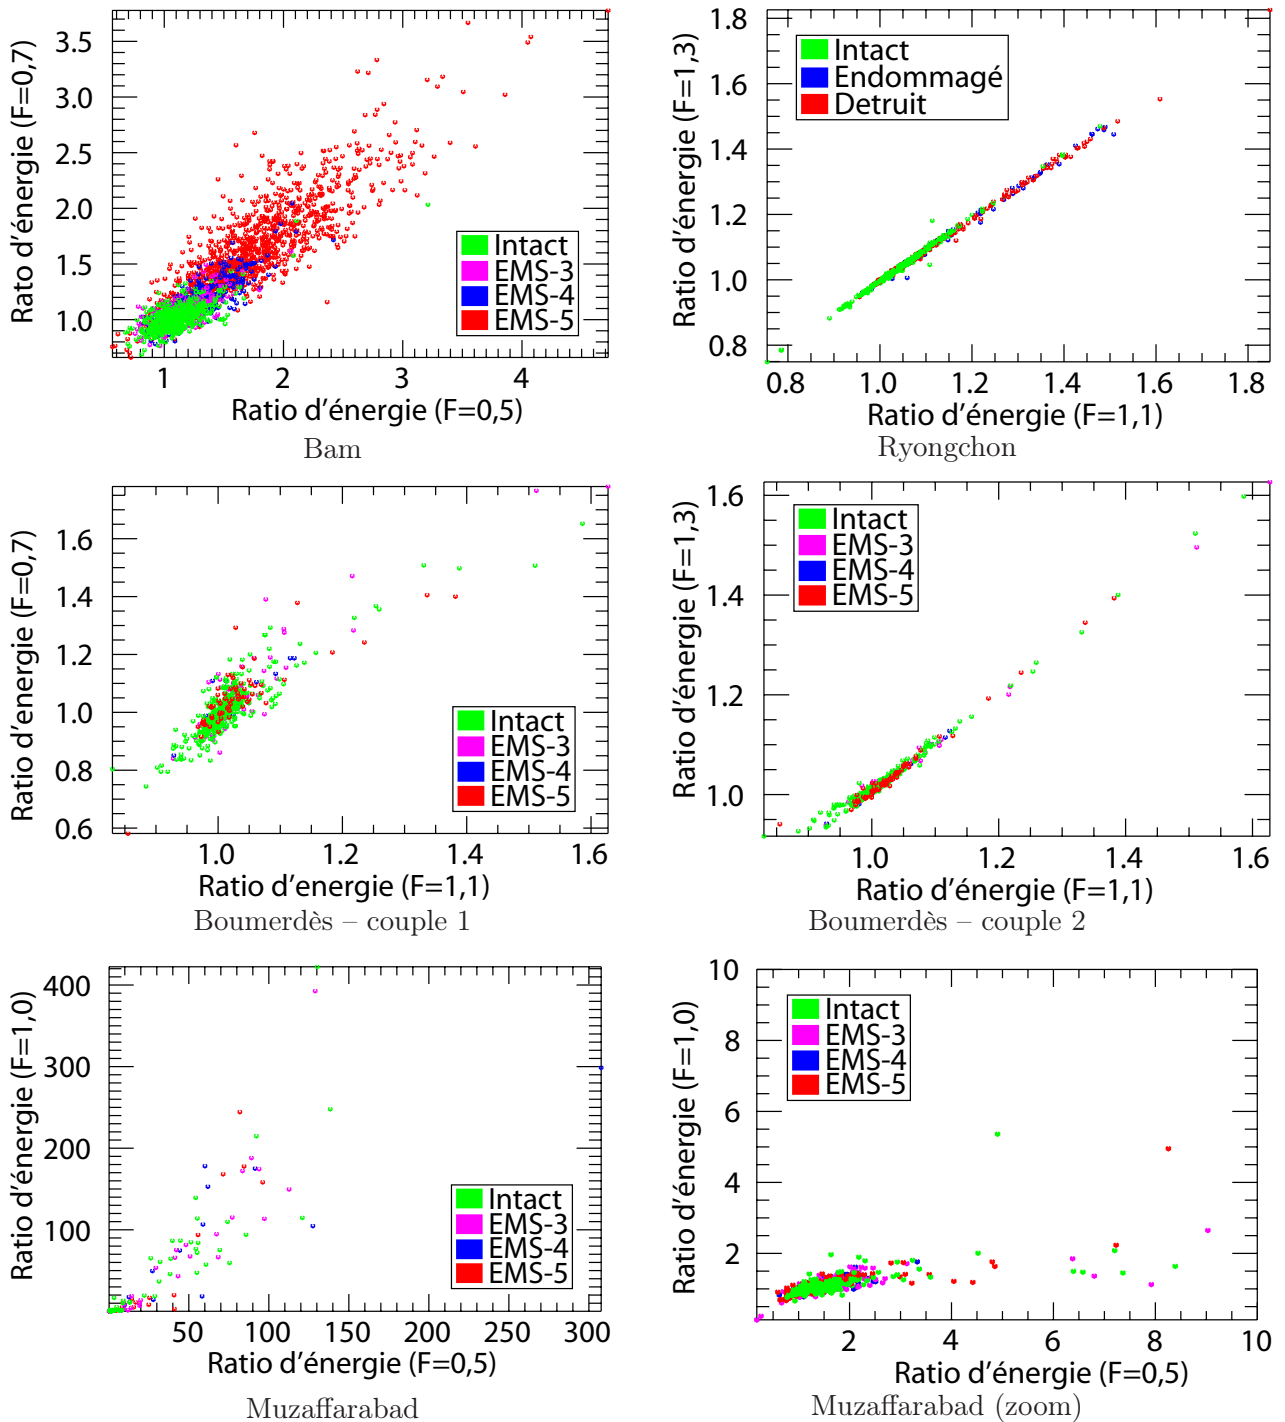 Rato d'énergie (F=0,7)
3.5
3.0
2.5
2.0
1.5
1.0
Intact
EMS-3
EMS-4
EMS-5
1 2 3 4
Ratio d'énergie (F=0,5)
Bam
Ratio d'énergie (F=1,3)
1.8
1.6
1.4
1.2
1.0
0.8
Intact
Endommagé
Detruit
0.8 1.0 1.2 1.4 1.6 1.8
Ratio d'énergie (F=1,1)
Ryongchon
Ratio d'energie (F=0,7)
1.6
1.4
1.2
1.0
0.8
0.6
Intact
EMS-3
EMS-4
EMS-5
1.0 1.2 1.4 1.6
Ratio d'energie (F=1,1)
Boumerdès – couple 1
Ratio d'énergie (F=1,3)
1.6
1.4
1.2
1.0
Intact
EMS-3
EMS-4
EMS-5
1.0 1.2 1.4 1.6
Ratio d'énergie (F=1,1)
Boumerdès – couple 2
Ratio d'énergie (F=1,0)
400
300
200
100
Intact
EMS-3
EMS-4
EMS-5
50 100 150 200 250 300
Ratio d'énergie (F=0,5)
Muzaffarabad
Ratio d'énergie (F=1,0)
10
8
6
4
2
Intact
EMS-3
EMS-4
EMS-5
2 4 6 8 10
Ratio d'énergie (F=0,5)
Muzaffarabad (zoom)